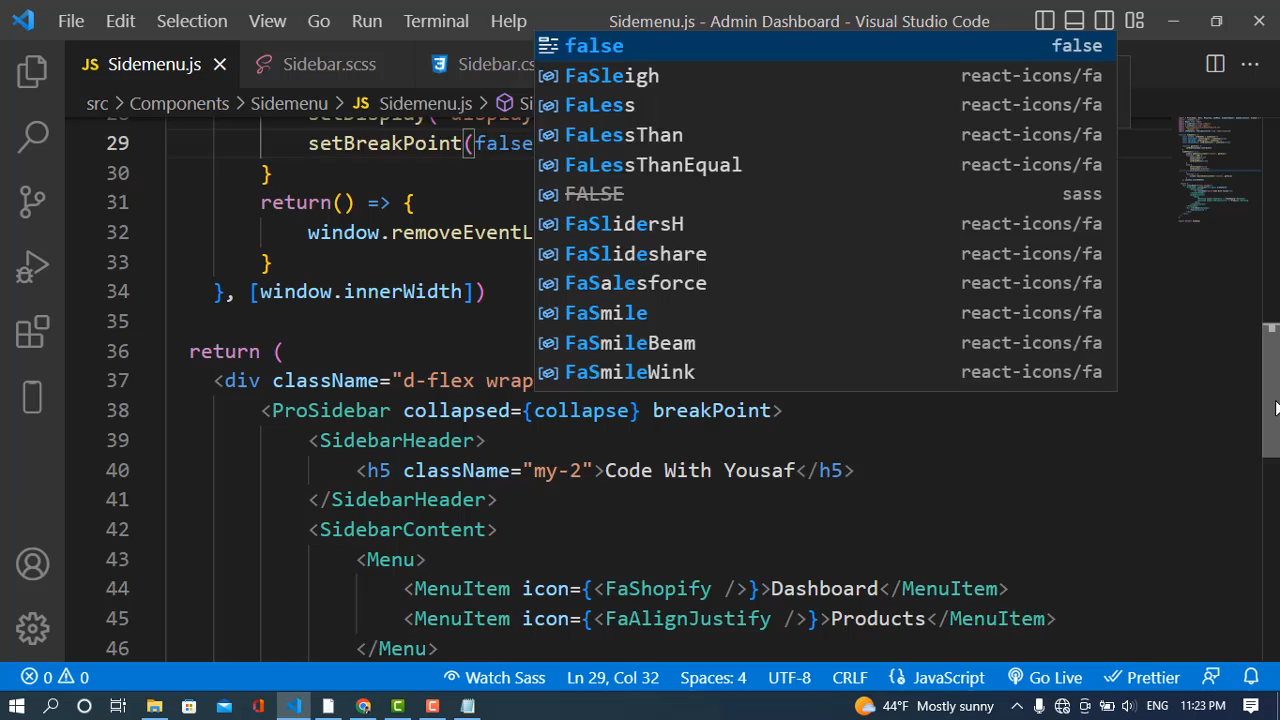 File Edit Selection View Go Run Terminal Help Sidemenu.js - Admin Dashboard - Visual Studio Code
JS Sidemenu.js Sidebar.scss Sidebar.cs
src > Components > Sidemenu > JS Sidemenu.js >
false false
FaSleigh react-icons/fa
FaLess react-icons/fa
FaLessThan react-icons/fa
FaLessThanEqual react-icons/fa
FALSE sass
FaSlidersH react-icons/fa
FaSlideshare react-icons/fa
FaSalesforce react-icons/fa
FaSmile react-icons/fa
FaSmileBeam react-icons/fa
FaSmileWink react-icons/fa
29 setBreakPoint(false
30 }
31 return() => {
32 window.removeEventL
33 }
34 }, [window.innerWidth])
35
36 return (
37 <div className="d-flex wrap
38 <ProSidebar collapsed={collapse} breakPoint>
39 <SidebarHeader>
40 <h5 className="my-2">Code With Yousaf</h5>
41 </SidebarHeader>
42 <SidebarContent>
43 <Menu>
44 <MenuItem icon={<FaShopify />}>Dashboard</MenuItem>
45 <MenuItem icon={<FaAlignJustify />}>Products</MenuItem>
46 </Menu>
0 0 Watch Sass Ln 29, Col 32 Spaces: 4 UTF-8 CRLF JavaScript Go Live Prettier
44°F Mostly sunny ENG 11:23 PM